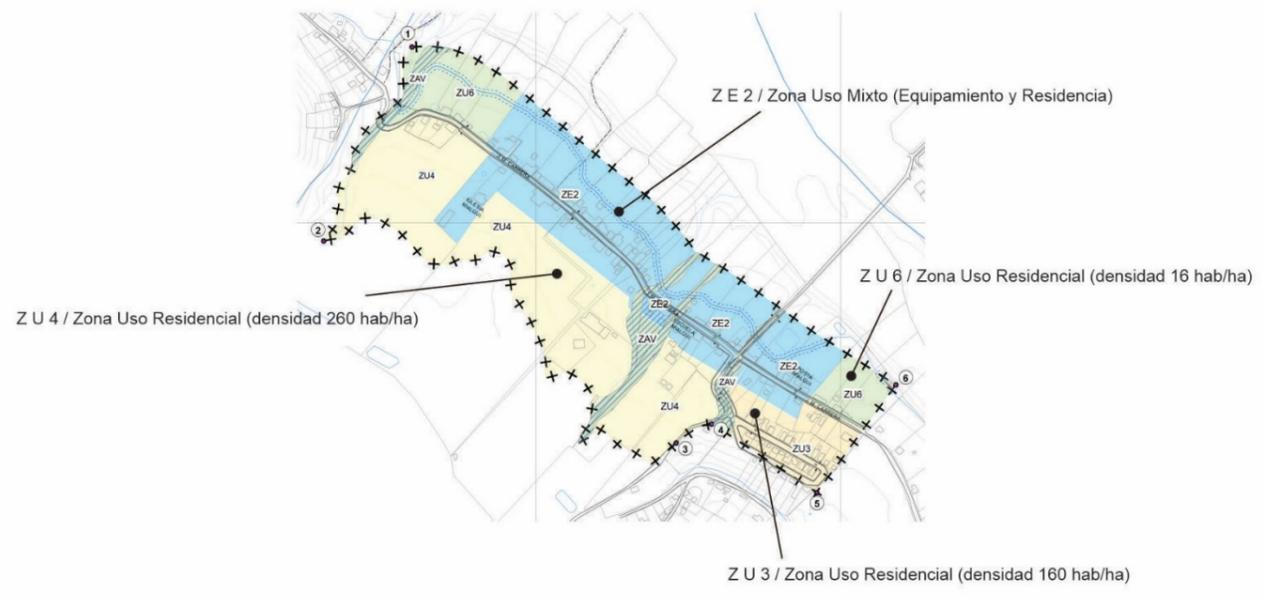 1
ZAV
ZU6
Z E 2 / Zona Uso Mixto (Equipamiento y Residencia)
ZU4
ZE2
2
ZU4
Z U 6 / Zona Uso Residencial (densidad 16 hab/ha)
Z U 4 / Zona Uso Residencial (densidad 260 hab/ha)
ZE2
ZE2
ZAV
ZE2
ZAV
6
ZU6
ZU4
4
3
ZU3
5
Z U 3 / Zona Uso Residencial (densidad 160 hab/ha)